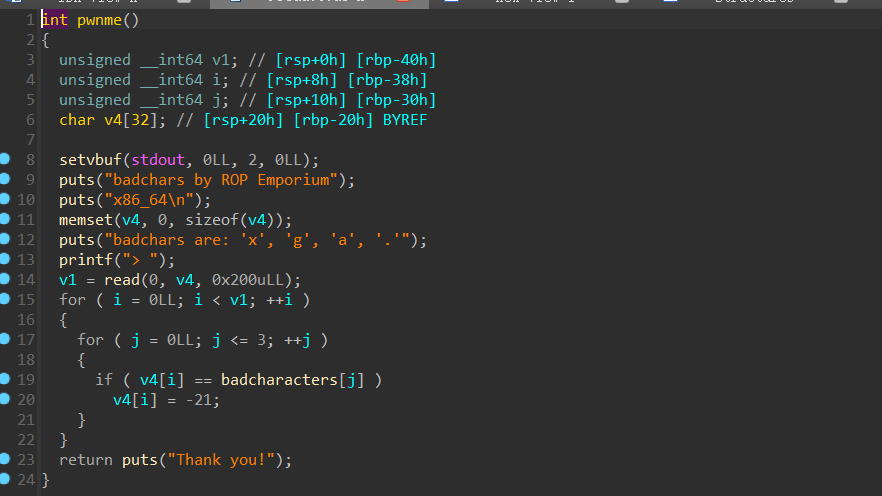 1 int pwnme()
2 {
3 unsigned __int64 v1; // [rsp+0h] [rbp-40h]
4 unsigned __int64 i; // [rsp+8h] [rbp-38h]
5 unsigned __int64 j; // [rsp+10h] [rbp-30h]
6 char v4[32]; // [rsp+20h] [rbp-20h] BYREF
7
8 setvbuf(stdout, 0LL, 2, 0LL);
9 puts("badchars by ROP Emporium");
10 puts("x86_64\n");
11 memset(v4, 0, sizeof(v4));
12 puts("badchars are: 'x', 'g', 'a', '.'");
13 printf("> ");
14 v1 = read(0, v4, 0x200uLL);
15 for ( i = 0LL; i < v1; ++i )
16 {
17 for ( j = 0LL; j <= 3; ++j )
18 {
19 if ( v4[i] == badcharacters[j] )
20 v4[i] = -21;
21 }
22 }
23 return puts("Thank you!");
24 }